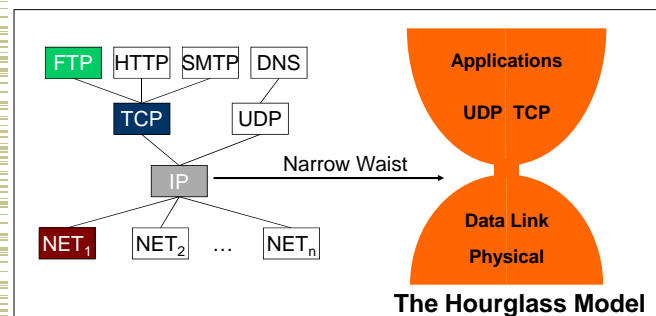 FTP HTTP SMTP DNS
TCP UDP
IP
Narrow Waist
NET1 NET2 … NETn
Applications
UDP TCP
Data Link
Physical
The Hourglass Model